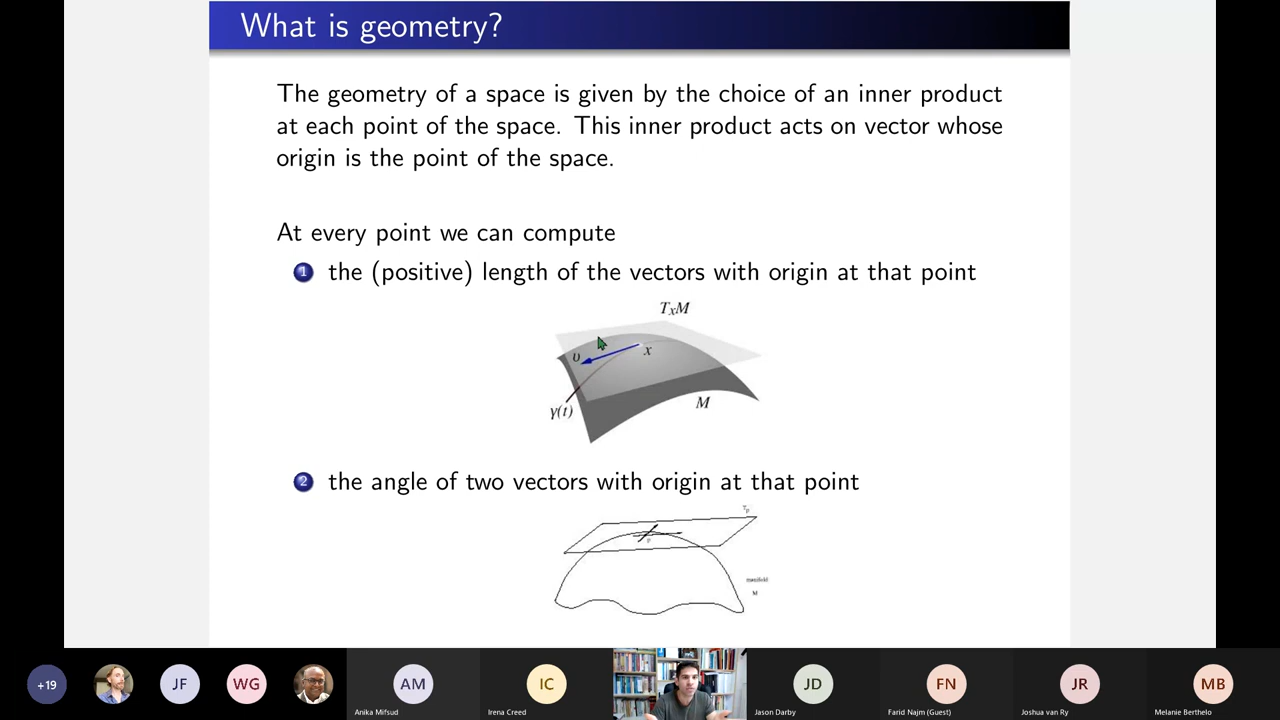 What is geometry?
The geometry of a space is given by the choice of an inner product
at each point of the space. This inner product acts on vector whose
origin is the point of the space.
At every point we can compute
1 the (positive) length of the vectors with origin at that point
TxM
υ
x
γ(t)
M
2 the angle of two vectors with origin at that point
Tp
P
manifold
M
+19
JF
WG
AM
IC
JD
FN
JR
MB
Anika Mifsud
Irena Creed
Jason Darby
Farid Najm (Guest)
Joshua van Ry
Melanie Berthelo